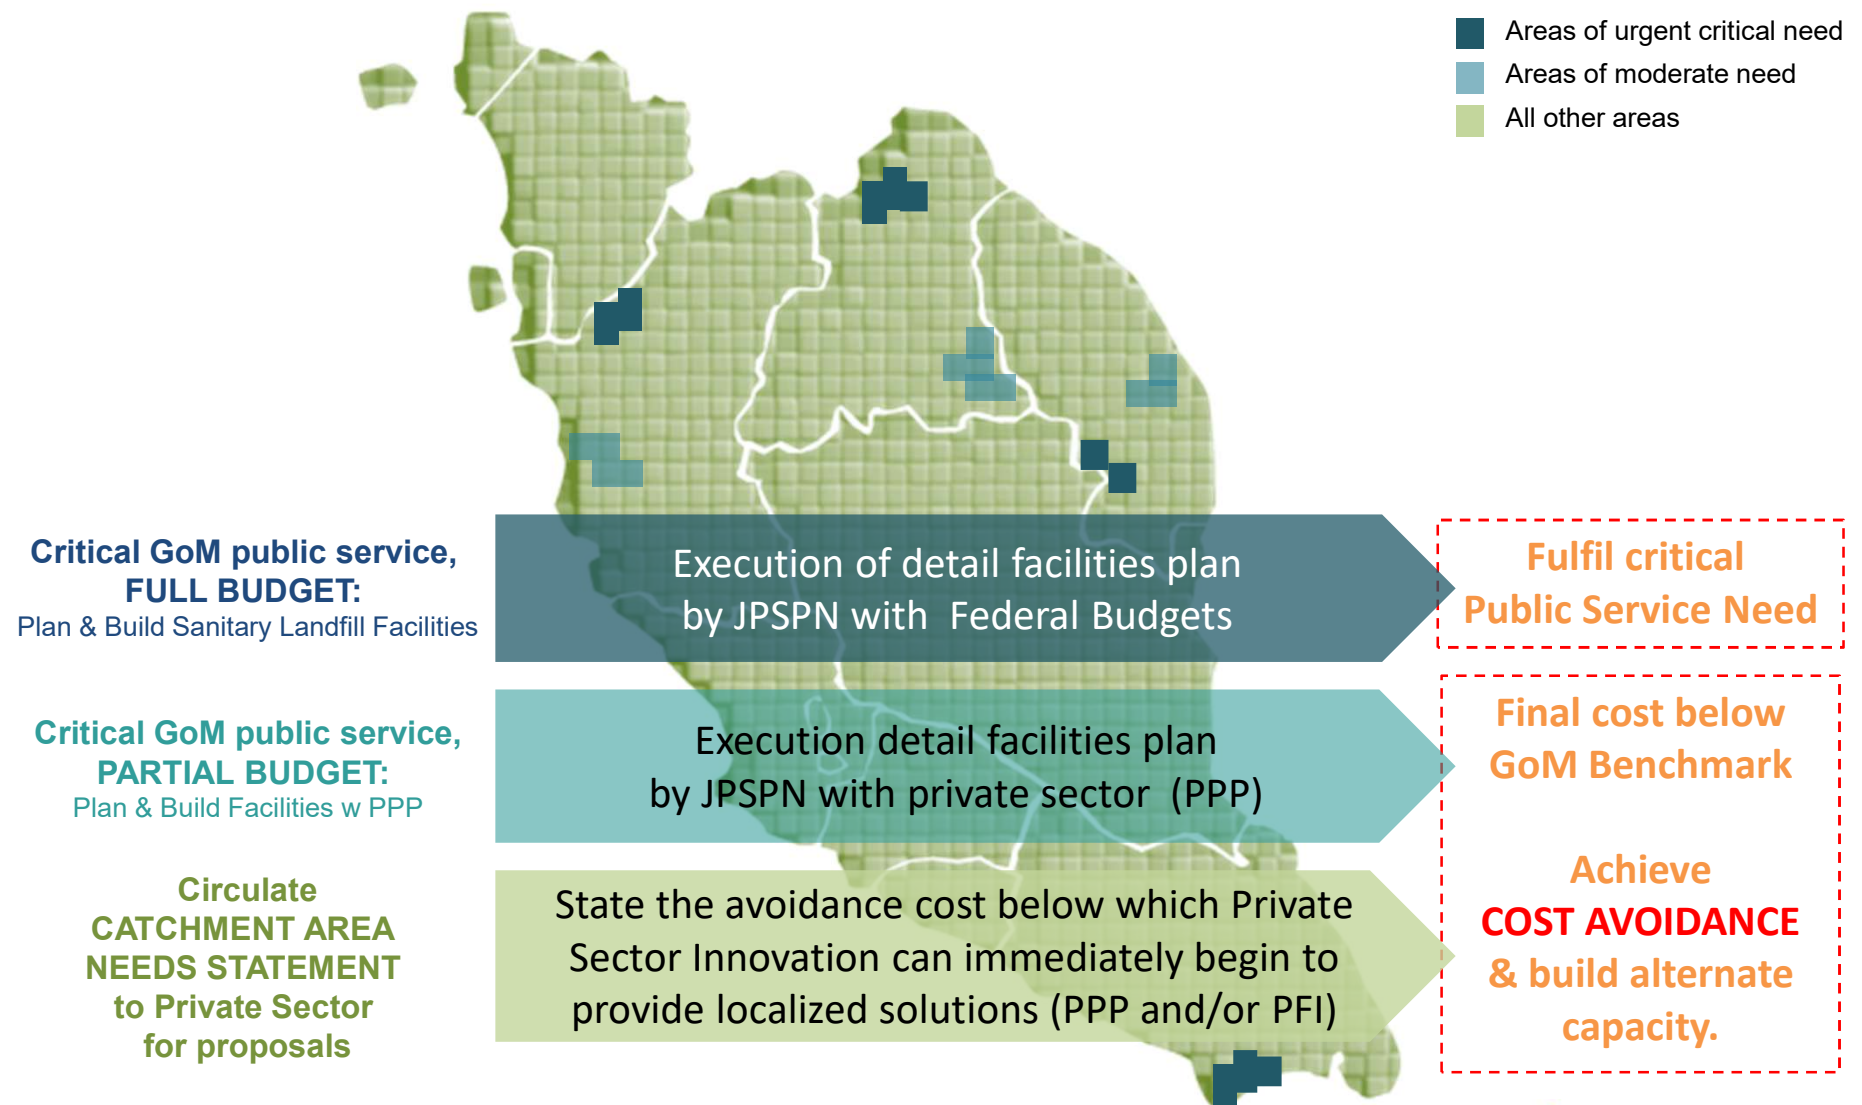 Areas of urgent critical need
Areas of moderate need
All other areas
Critical GoM public service,
FULL BUDGET:
Plan & Build Sanitary Landfill Facilities
Execution of detail facilities plan
by JPSPN with Federal Budgets
Fulfil critical
Public Service Need
Critical GoM public service,
PARTIAL BUDGET:
Plan & Build Facilities w PPP
Execution detail facilities plan
by JPSPN with private sector (PPP)
Final cost below
GoM Benchmark
Circulate
CATCHMENT AREA
NEEDS STATEMENT
to Private Sector
for proposals
State the avoidance cost below which Private
Sector Innovation can immediately begin to
provide localized solutions (PPP and/or PFI)
Achieve
COST AVOIDANCE
& build alternate
capacity.